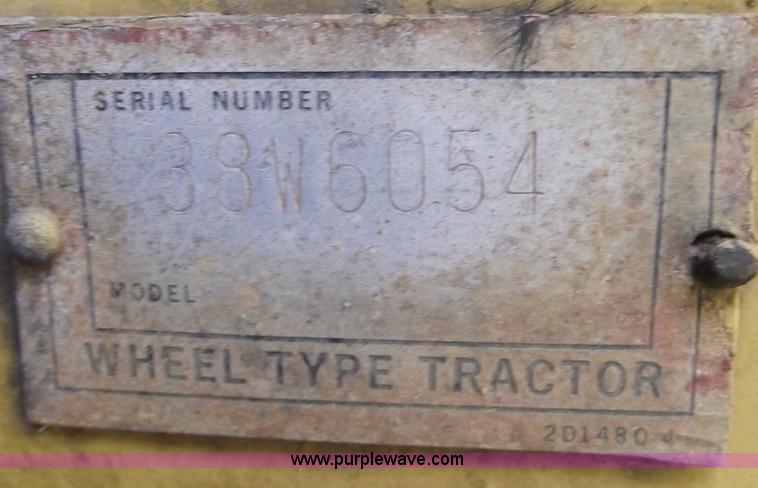 SERIAL NUMBER
38W6054
MODEL
WHEEL TYPE TRACTOR
2D1480 4
www.purplewave.com